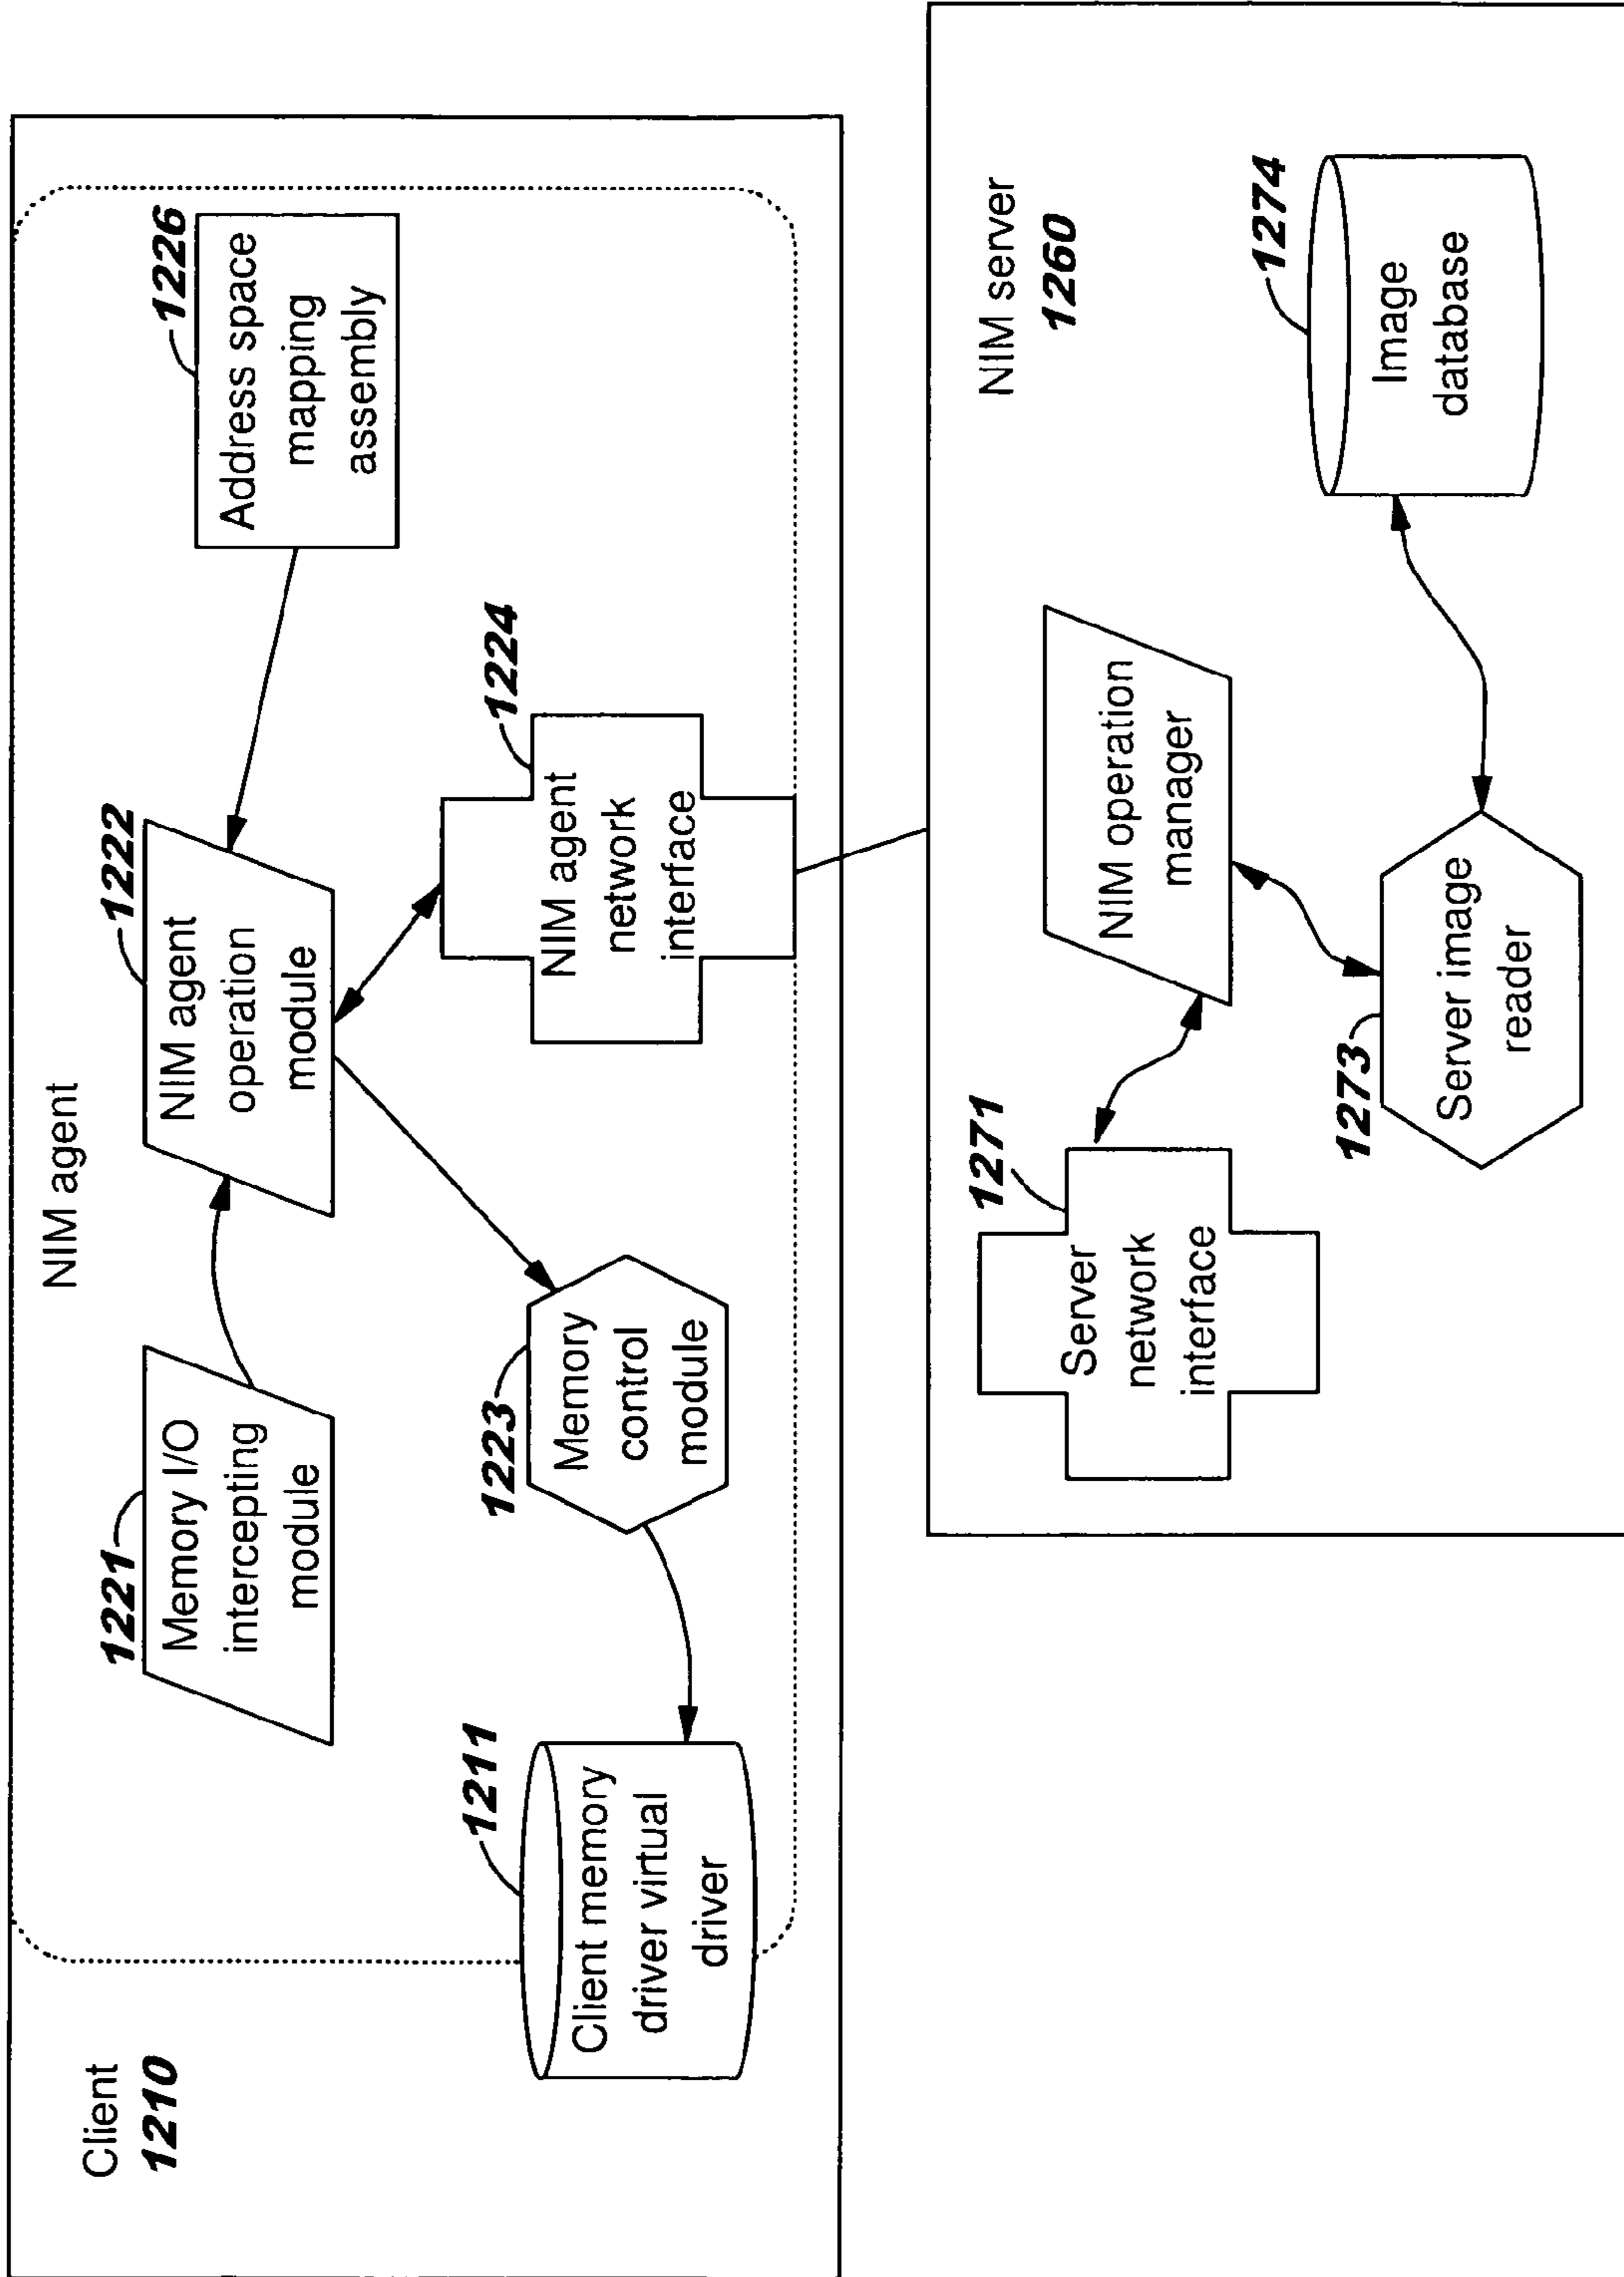 Client
1210
NIM agent
1221
Memory I/O
intercepting
module
1222
NIM agent
operation
module
1226
Address space
mapping
assembly
1211
Client memory
driver virtual
driver
1223
Memory
control
module
1224
NIM agent
network
interface
NIM server
1260
1271
Server
network
interface
NIM operation
manager
1274
Image
database
1273
Server image
reader